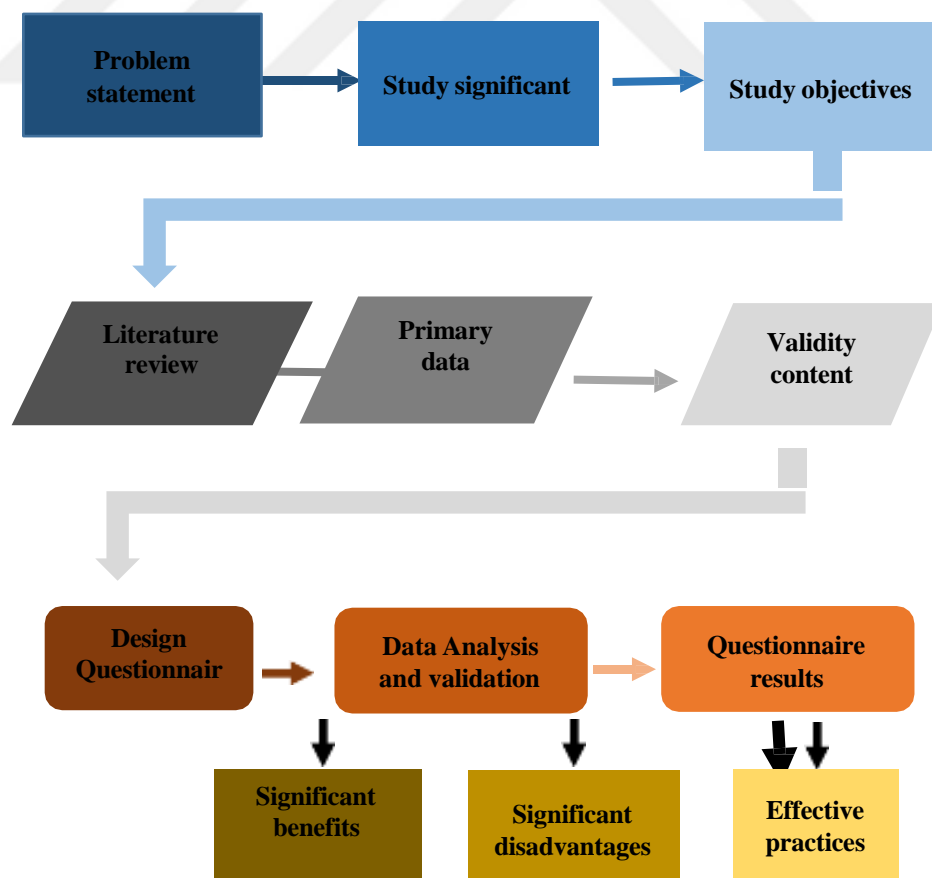 Problem
statement
Study significant
Study objectives
Literature
review
Primary
data
Validity
content
Design
Questionnair
Data Analysis
and validation
Questionnaire
results
Significant
benefits
Significant
disadvantages
Effective
practices